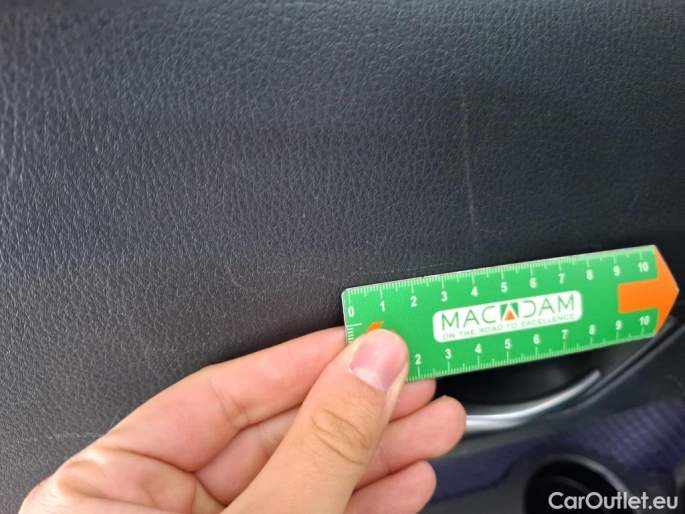 0 1 2 3 4 5 6 7 8 9 10
MACADAM
ON THE ROAD TO EXCELLENCE
2 3 4 5 6 7 8 9 10
CarOutlet.eu